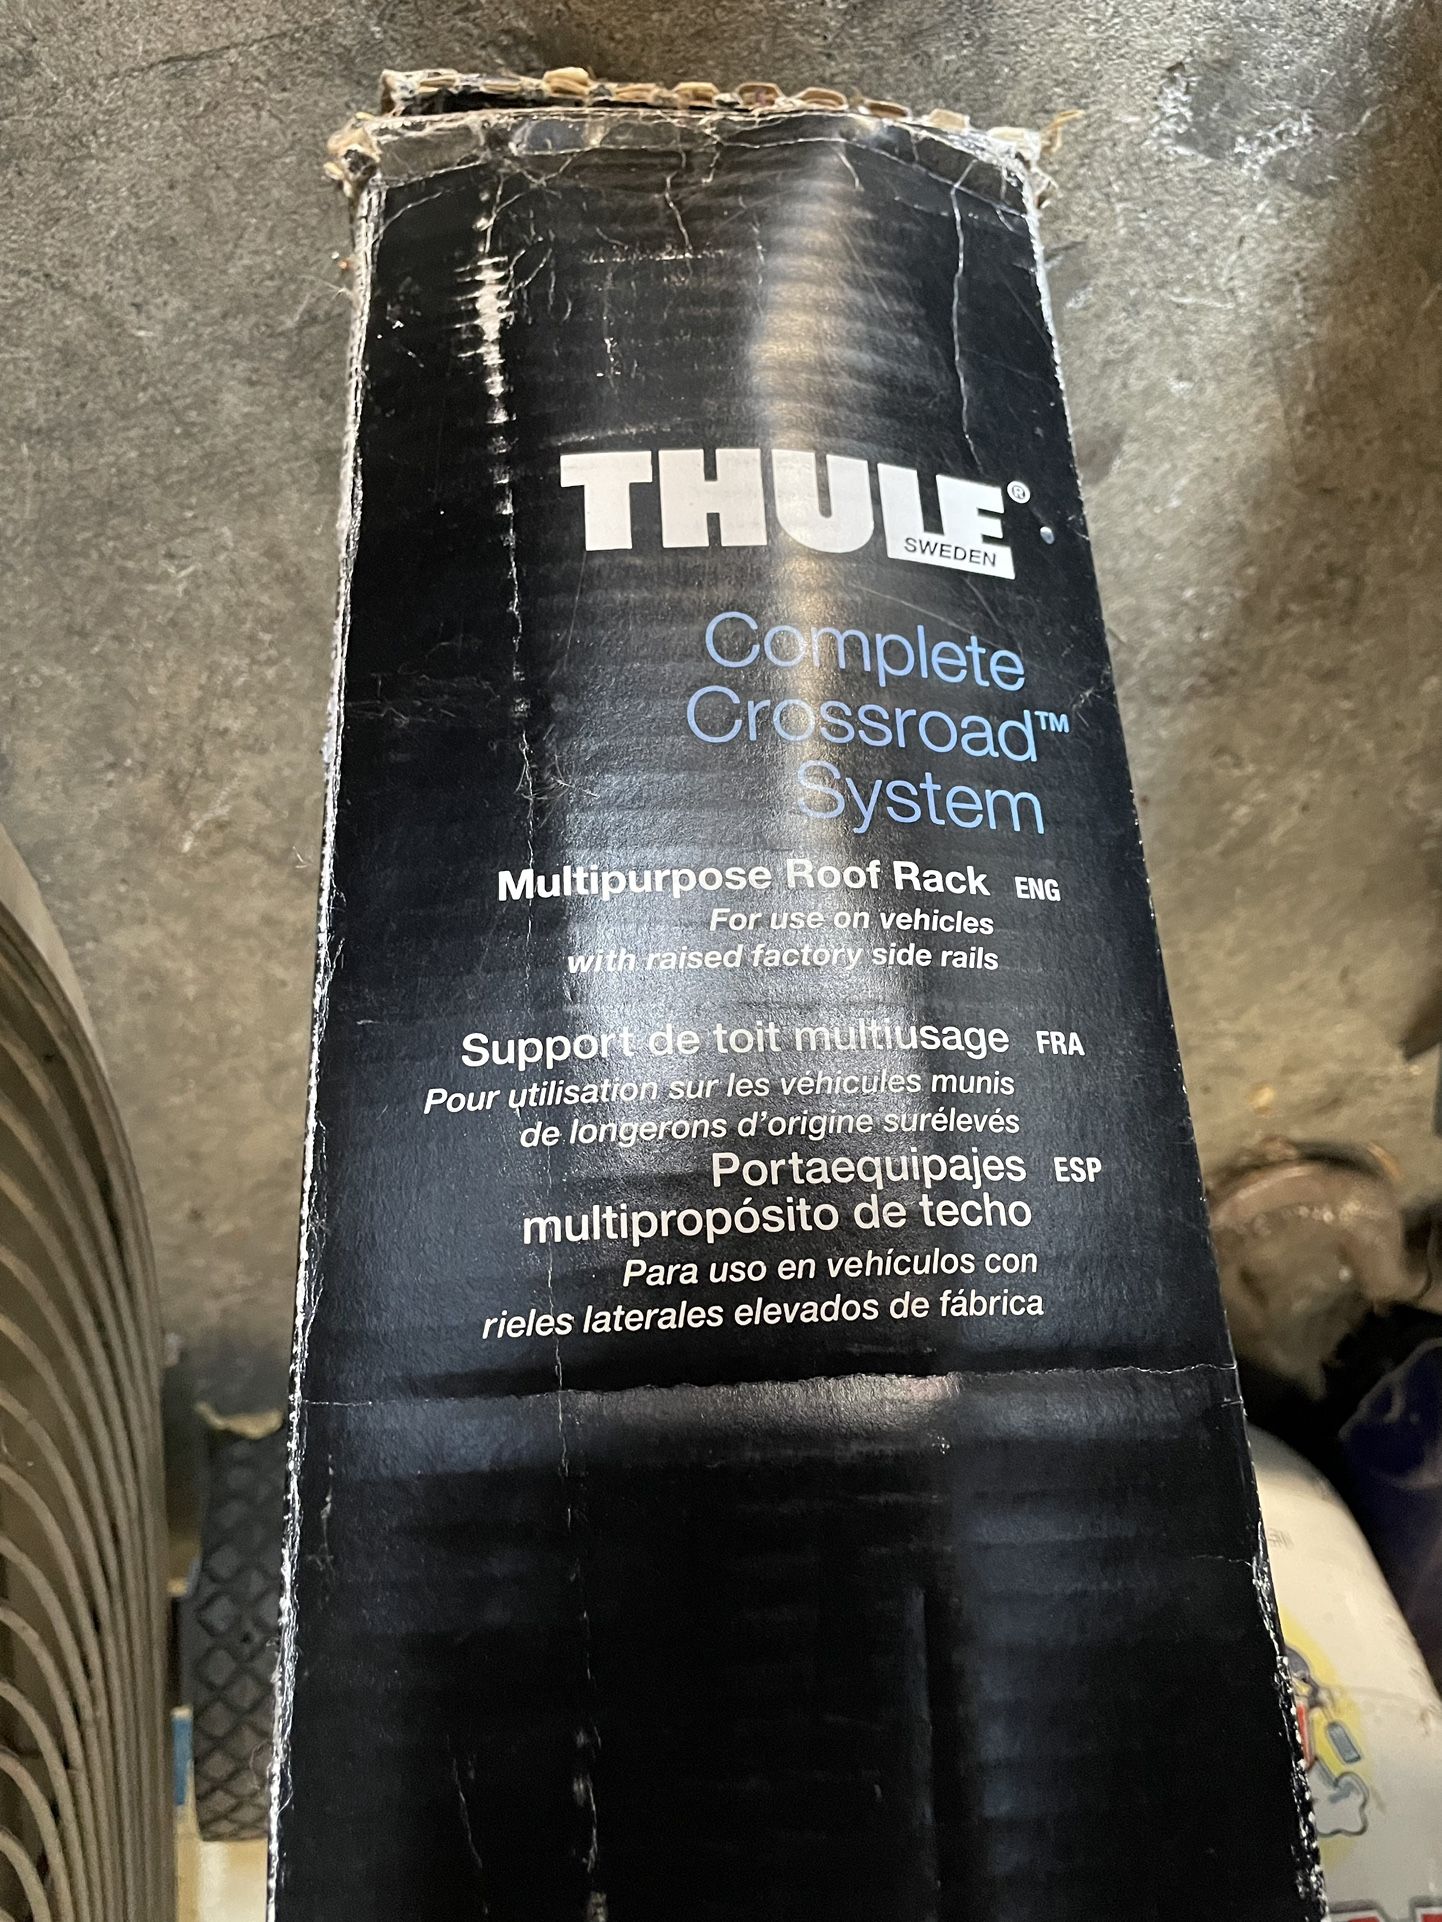 THULE®
SWEDEN
Complete
Crossroad™
System
Multipurpose Roof Rack ENG
For use on vehicles
with raised factory side rails
Support de toit multiusage FRA
Pour utilisation sur les véhicules munis
de longerons d'origine surélevés
Portaequipajes ESP
multipropósito de techo
Para uso en vehículos con
rieles laterales elevados de fábrica